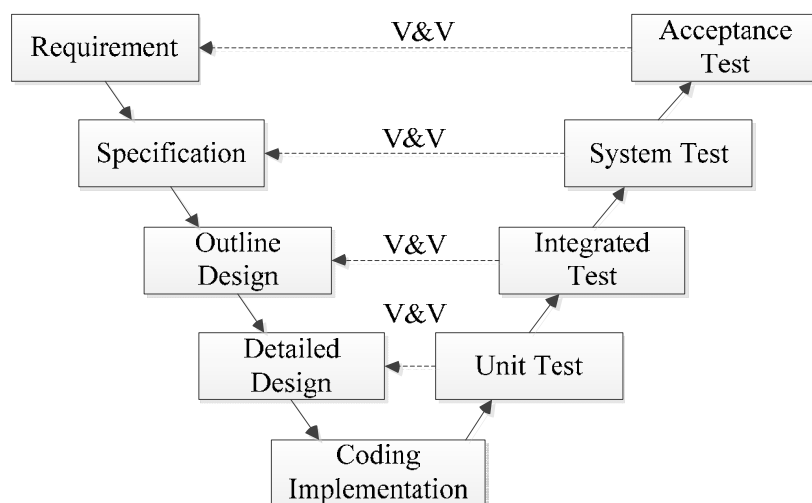 Requirement
V&V
Acceptance
Test
Specification
V&V
System Test
Outline
Design
V&V
Integrated
Test
V&V
Detailed
Design
Unit Test
Coding
Implementation